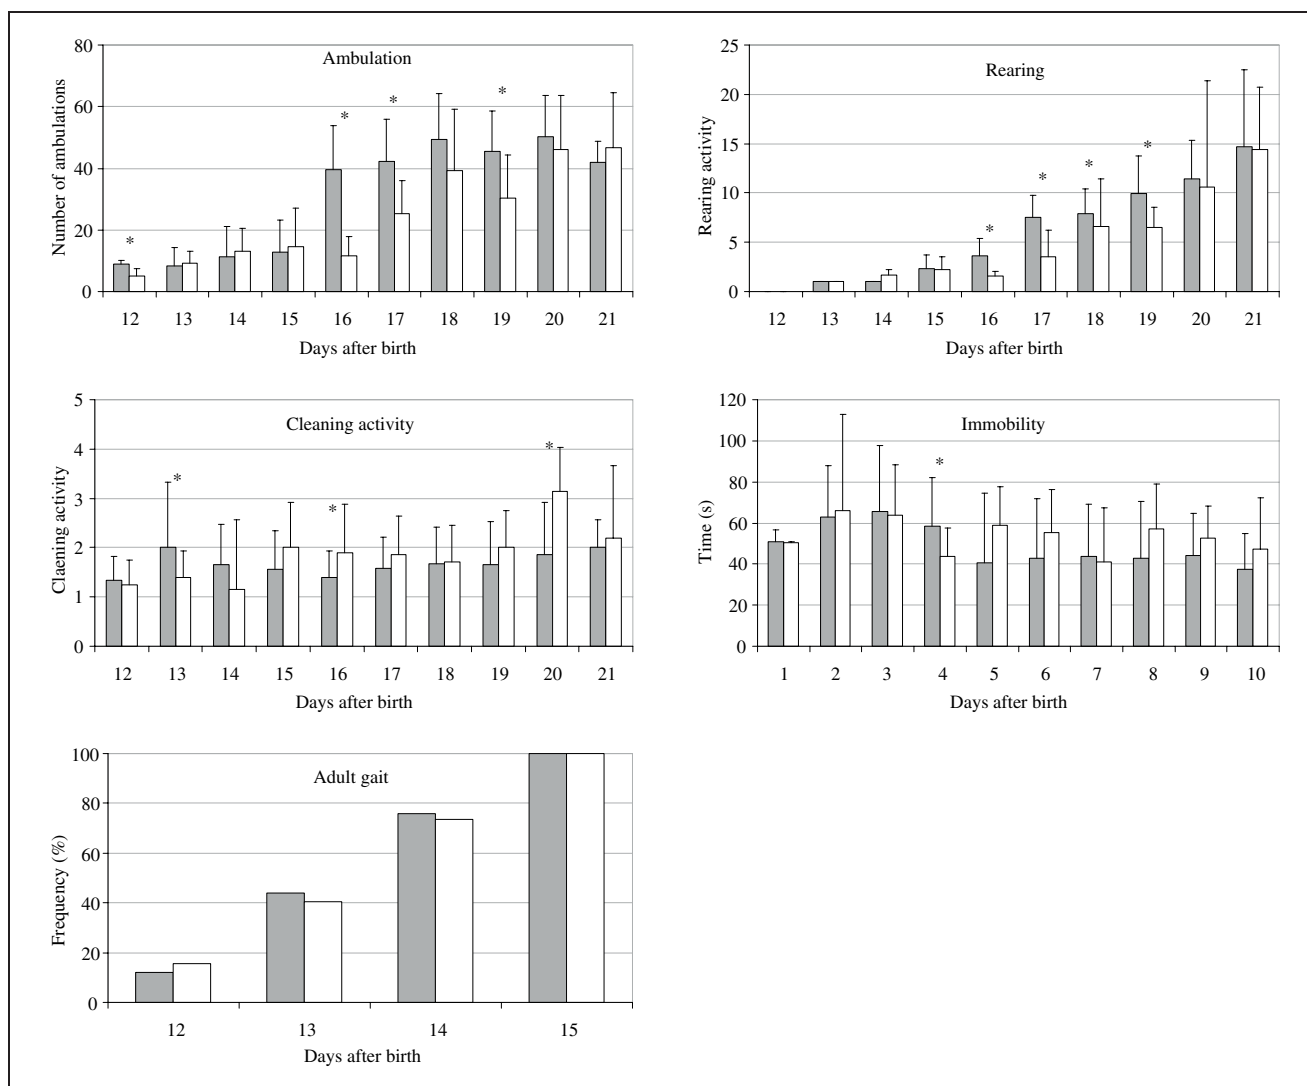 Ambulation
Number of ambulations
80
60
40
20
0
*
*
*
*
12 13 14 15 16 17 18 19 20 21
Days after birth
Rearing
Rearing activity
25
20
15
10
5
0
*
*
*
*
12 13 14 15 16 17 18 19 20 21
Days after birth
Cleaning activity
Claening activity
5
4
3
2
1
0
*
*
*
12 13 14 15 16 17 18 19 20 21
Days after birth
Immobility
Time (s)
120
100
80
60
40
20
0
*
1 2 3 4 5 6 7 8 9 10
Days after birth
Adult gait
Frequency (%)
100
80
60
40
20
0
12 13 14 15
Days after birth